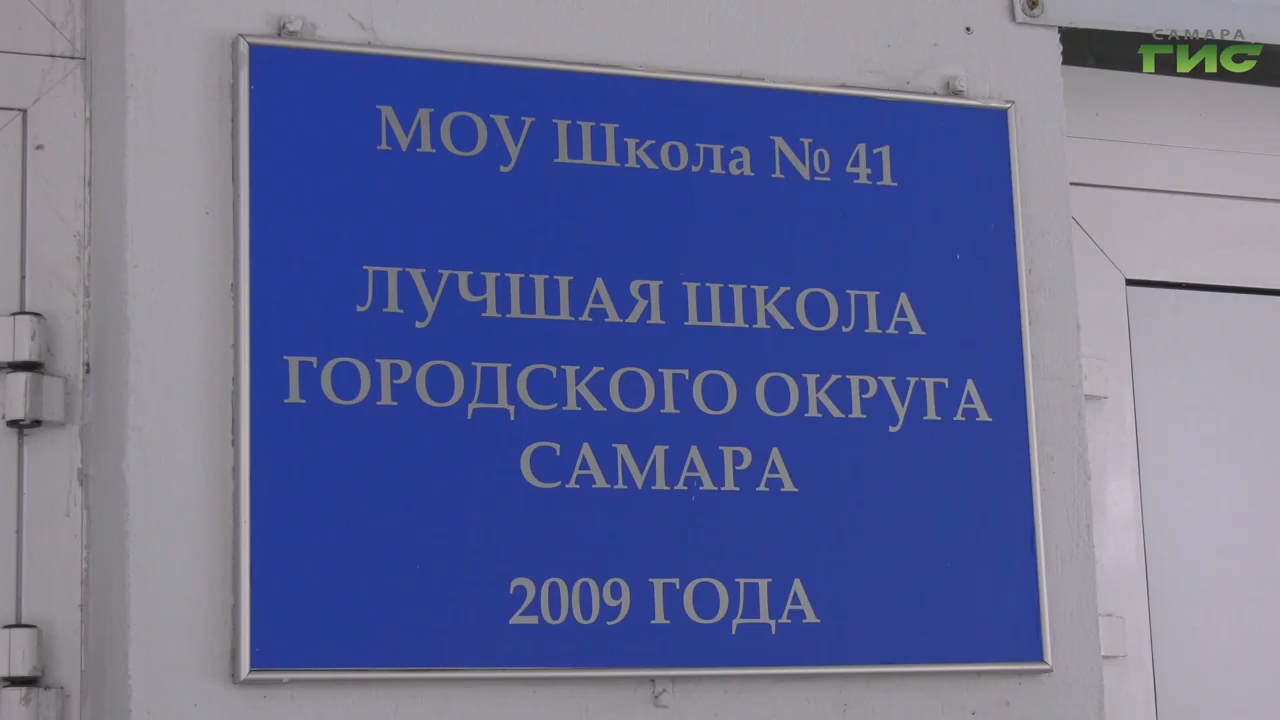 САМАРА
ГИС
МОУ Школа № 41
ЛУЧШАЯ ШКОЛА
ГОРОДСКОГО ОКРУГА
САМАРА
2009 ГОДА